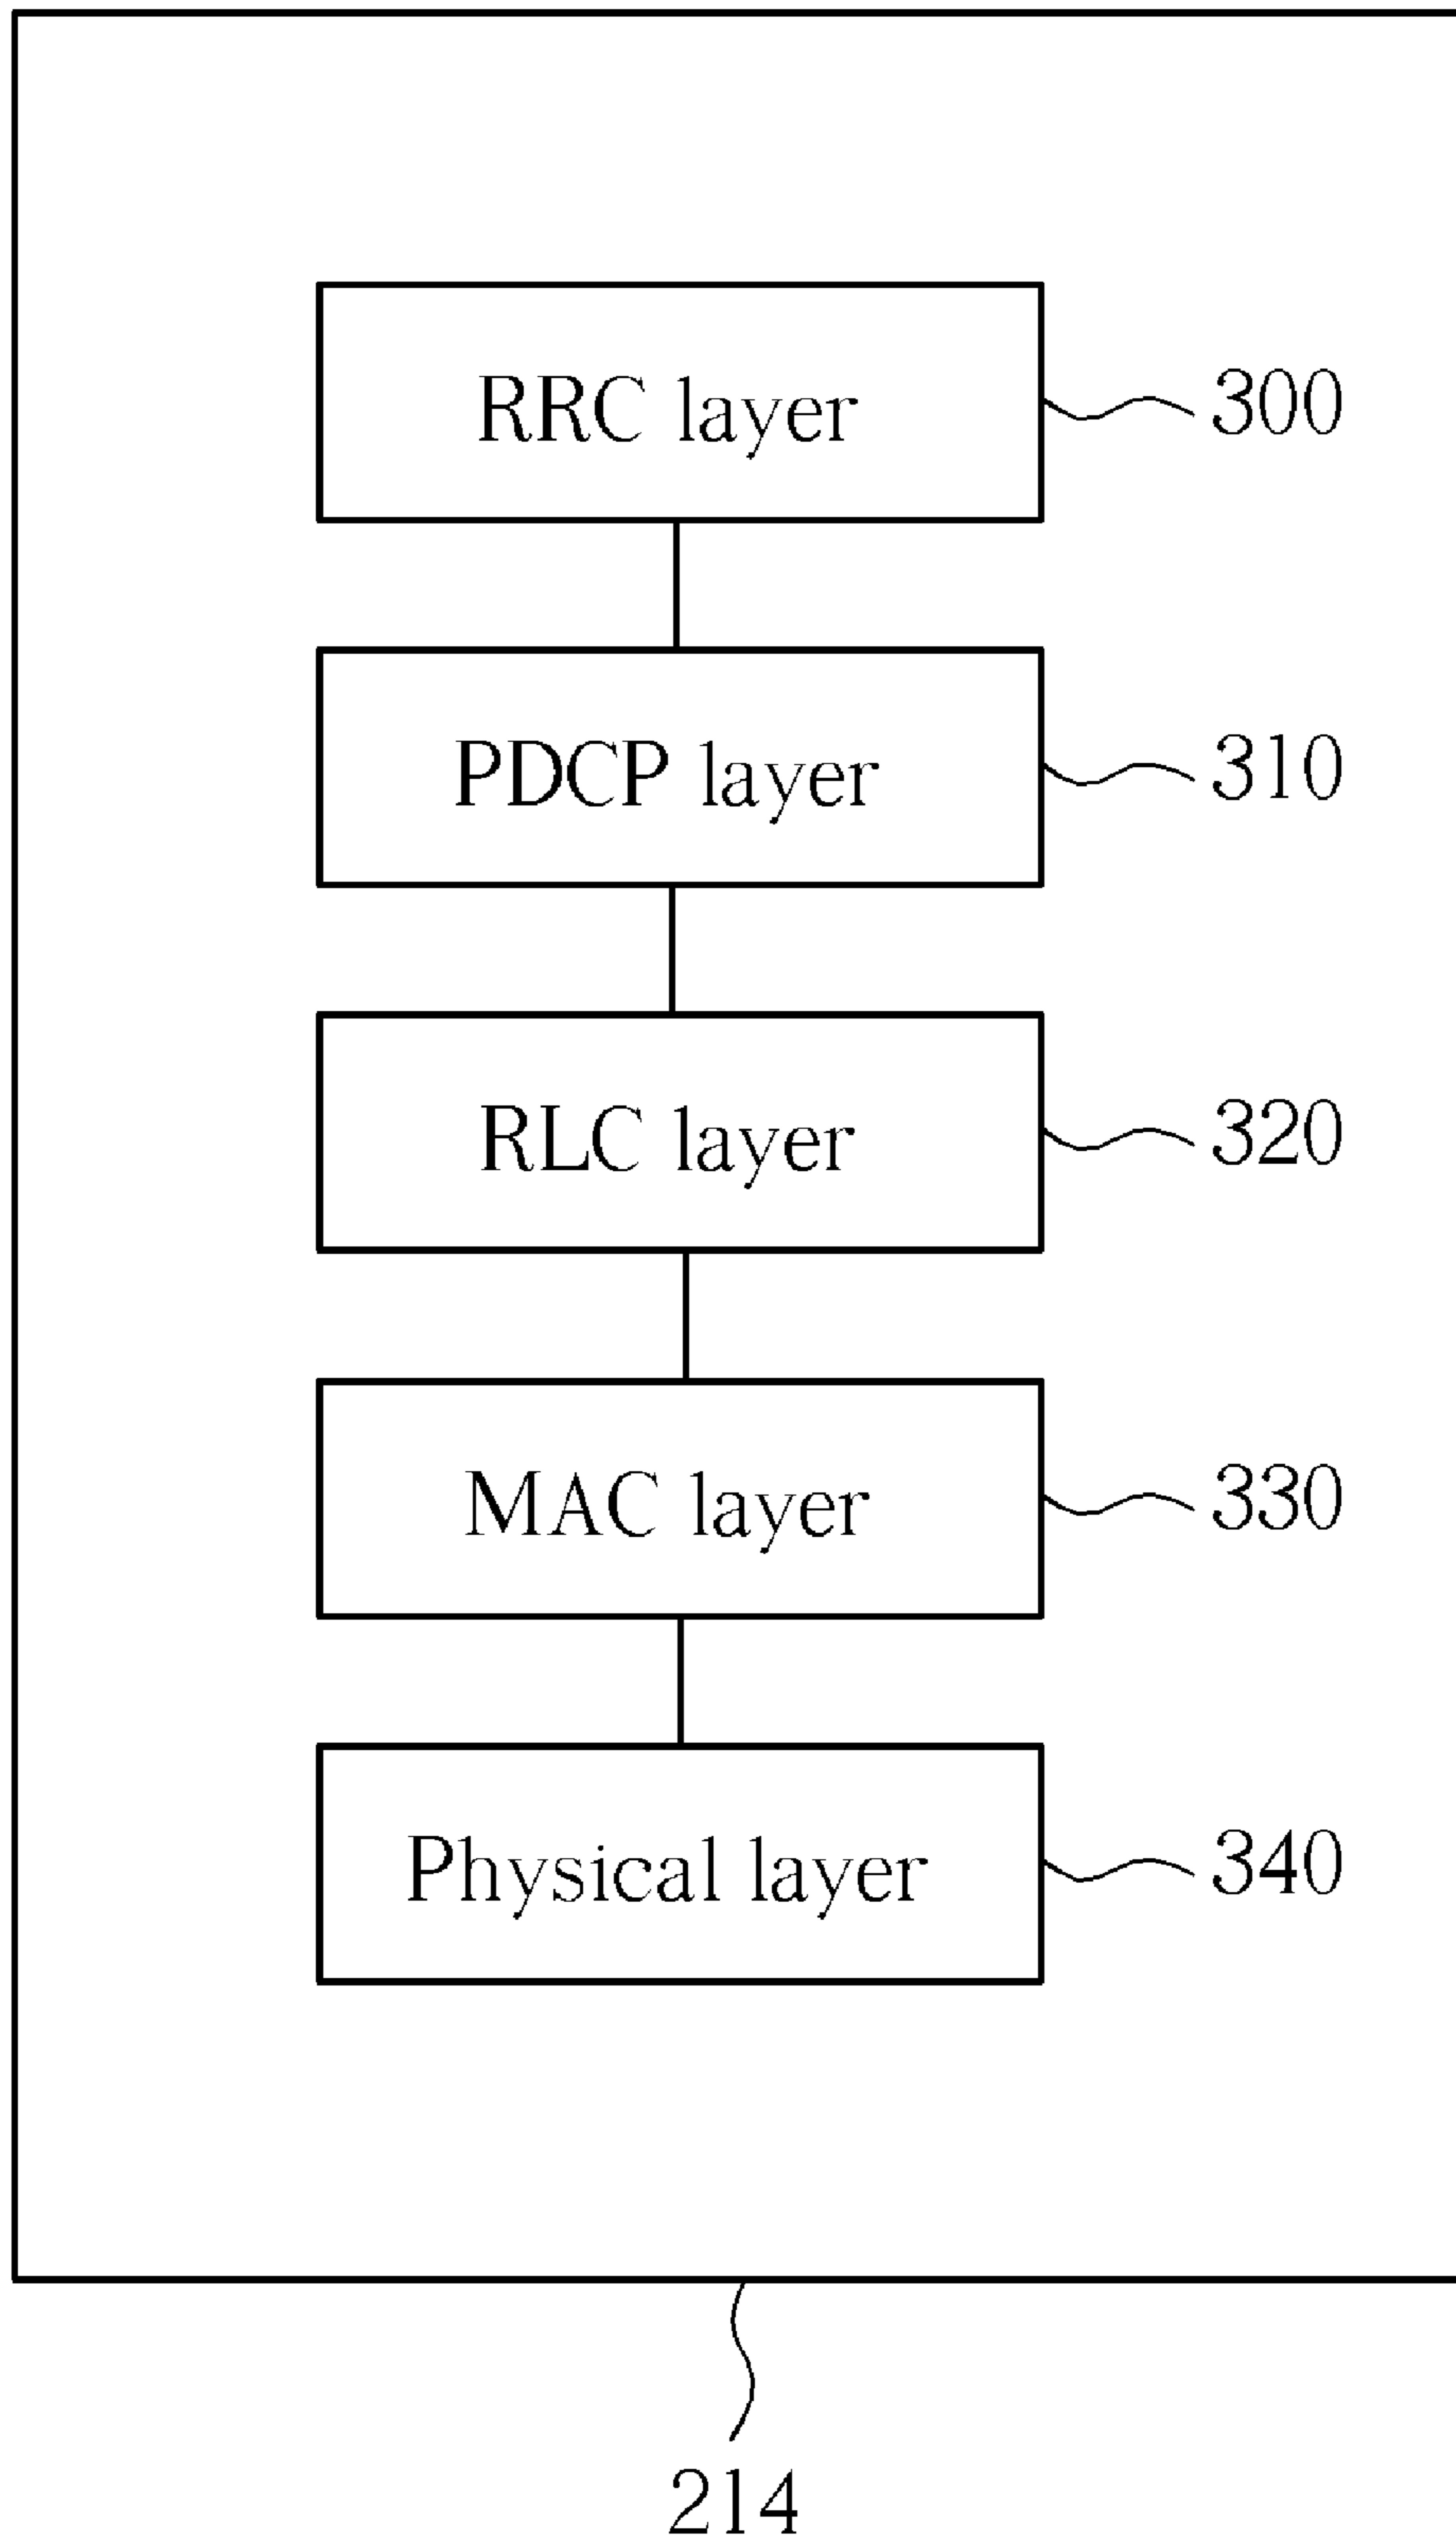 RRC layer 300
PDCP layer 310
RLC layer 320
MAC layer 330
Physical layer 340
214